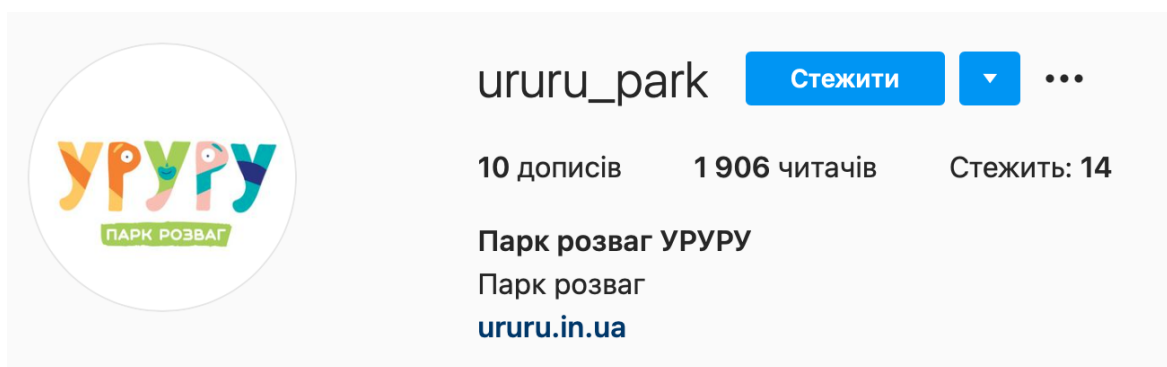 УРУРУ
ПАРК РОЗВАГ
ururu_park Стежити
10 дописів 1 906 читачів Стежить: 14
Парк розваг УРУРУ
Парк розваг
ururu.in.ua